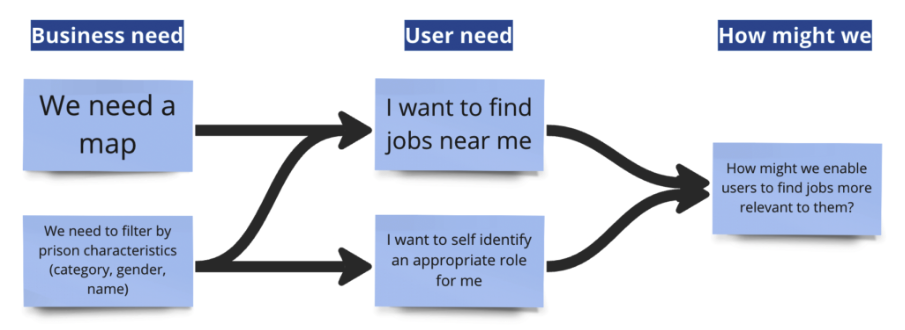 Business need
User need
How might we
We need a
map
I want to find
jobs near me
How might we enable
users to find jobs more
relevant to them?
We need to filter by
prison characteristics
(category, gender,
name)
I want to self identify
an appropriate role
for me